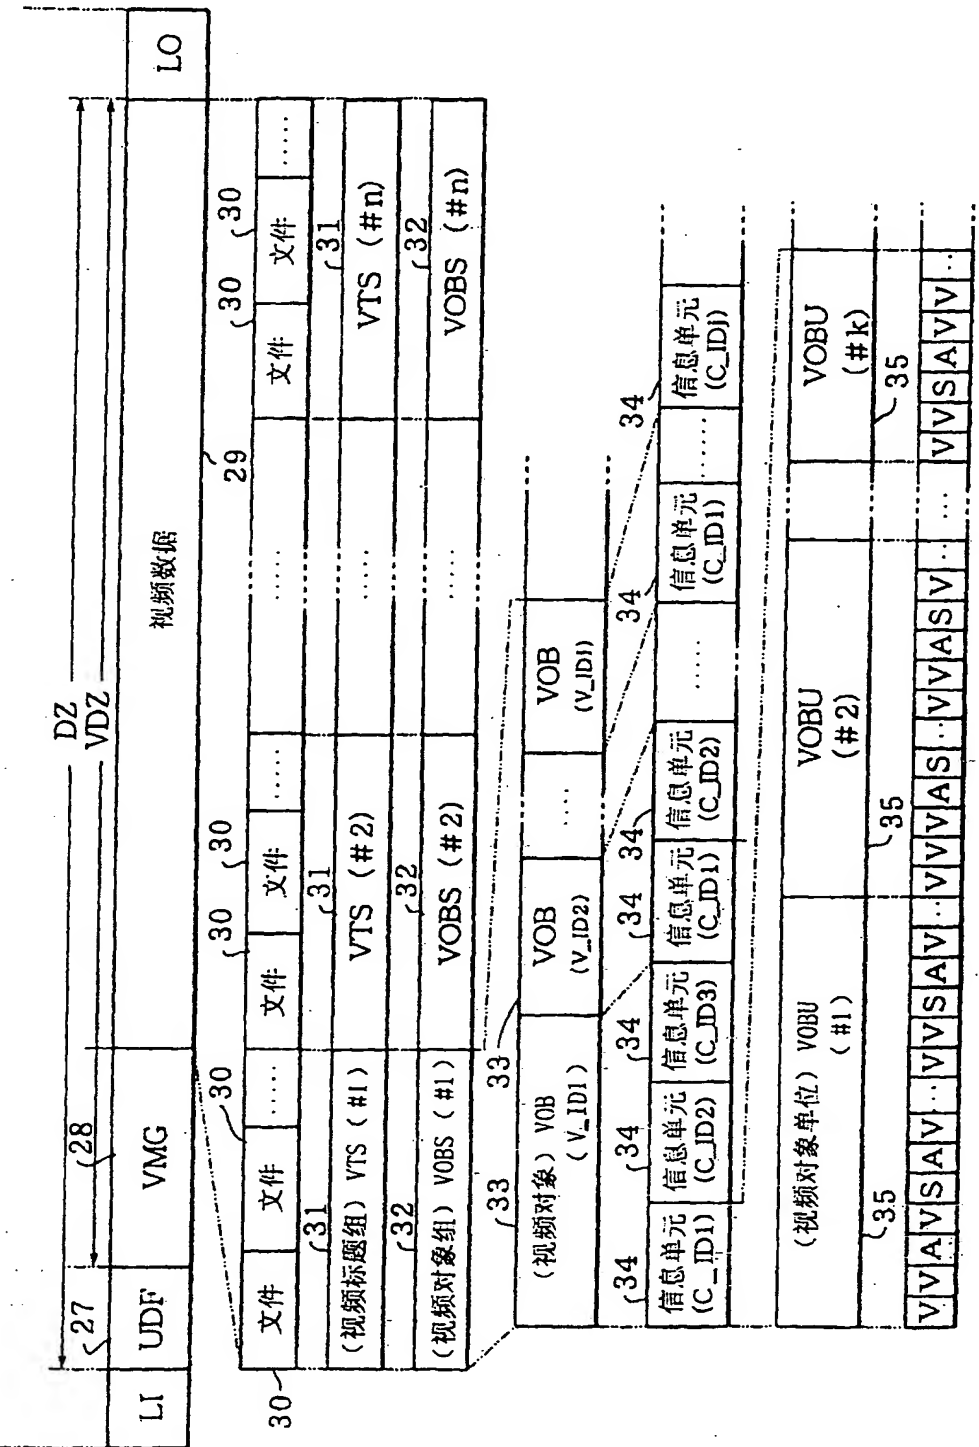 DZ
VDZ
27
28
LI
UDF
VMG
视频数据
LO
29
30
30
30
30
30
30
文件
文件
……
文件
文件
……
……
文件
文件
……
31
31
31
(视频标题组) VTS (#1)
VTS (#2)
……
VTS (#n)
32
32
32
(视频对象组) VOBS (#1)
VOBS (#2)
……
VOBS (#n)
33
33
(视频对象) VOB
(V_ID1)
VOB
(V_ID2)
……
VOB
(V_IDi)
34
34
34
34
34
34
34
信息单元
(C_ID1)
信息单元
(C_ID2)
信息单元
(C_ID3)
信息单元
(C_ID1)
信息单元
(C_ID2)
……
信息单元
(C_ID1)
……
信息单元
(C_IDj)
(视频对象单位) VOBU
(#1)
VOBU
(#2)
VOBU
(#k)
35
35
35
V V A V S A V ‥ V V S A V ‥ V V A S ‥ V V A S V ‥ … V V S A V V ‥